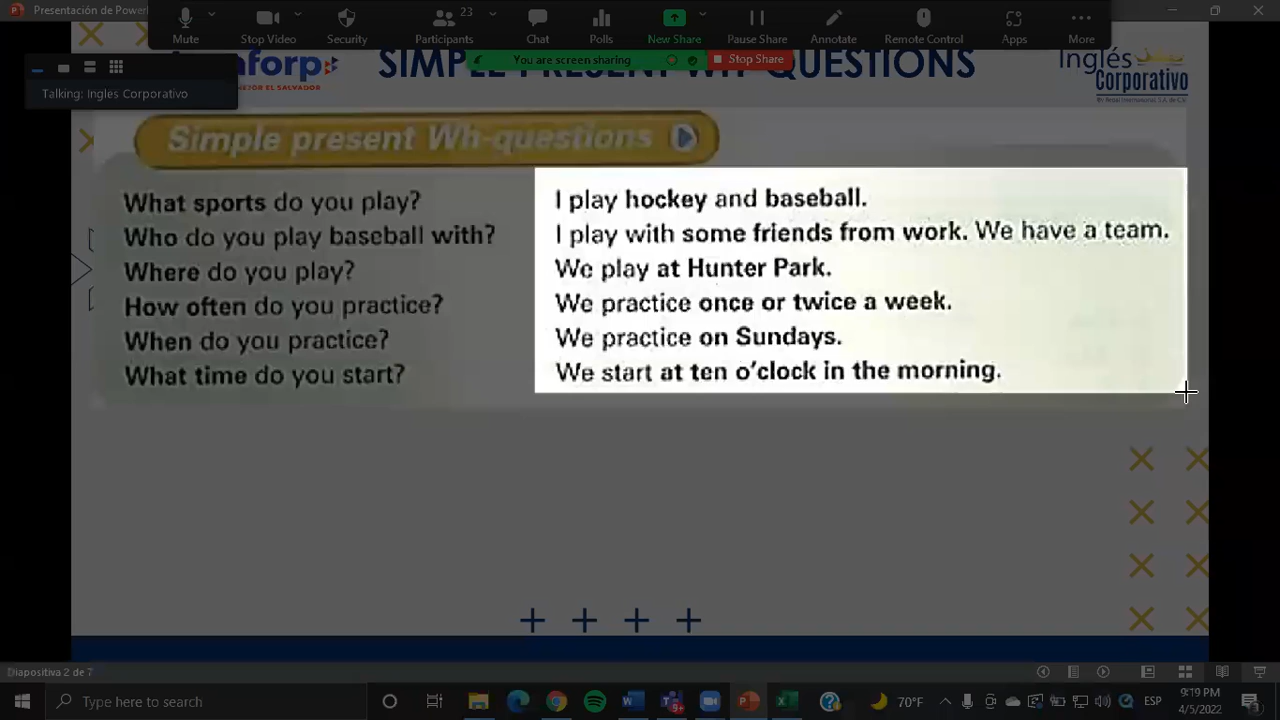 Presentación de Power
Mute
Stop Video
Security
Participants
23
Chat
Polls
New Share
Pause Share
Annotate
Remote Control
Apps
More
You are screen sharing
Stop Share
Talking: Ingles Corporativo
SIMPLE PRESENT WH-QUESTIONS
Inglés
Corporativo
Simple present Wh-questions
What sports do you play?
I play hockey and baseball.
Who do you play baseball with?
I play with some friends from work. We have a team.
Where do you play?
We play at Hunter Park.
How often do you practice?
We practice once or twice a week.
When do you practice?
We practice on Sundays.
What time do you start?
We start at ten o'clock in the morning.
Diapositiva 2 de 7
Type here to search
70°F
ESP
9:19 PM
4/5/2022